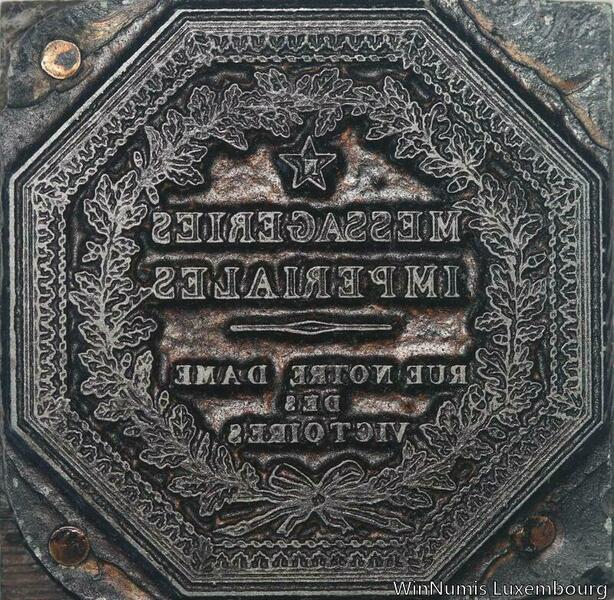 MESSAGERIES
IMPERIALES
RUE NOTRE DAME
DES
VICTOIRES
WinNumis Luxembourg